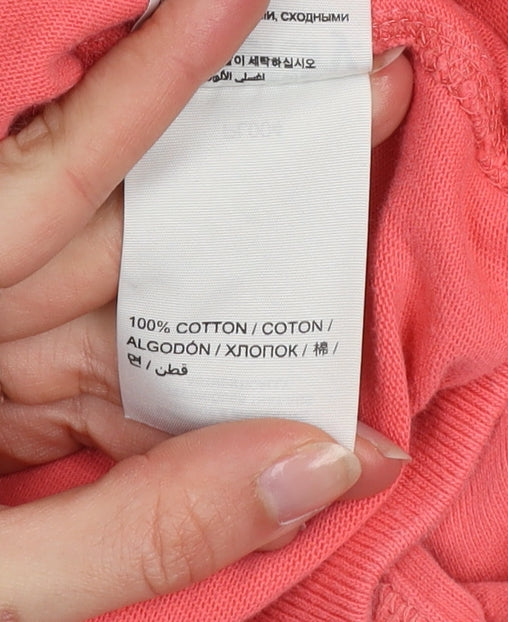 И, СХОДНЫМИ
이 세탁하십시오
100% COTTON / COTON /
ALGODÓN / ХЛОПОК / 棉 /
면 / قطن